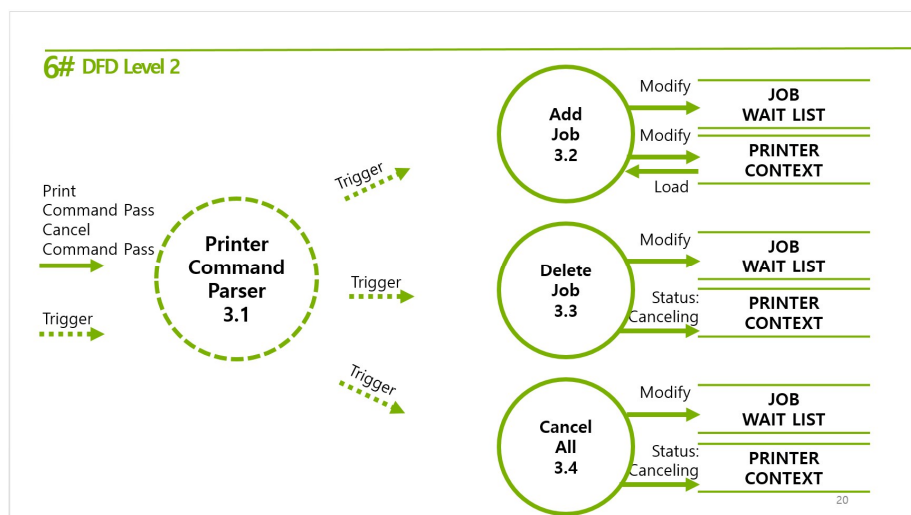 6# DFD Level 2
Print
Command Pass
Cancel
Command Pass
Trigger
Printer
Command
Parser
3.1
Trigger
Trigger
Trigger
Add
Job
3.2
Modify
JOB
WAIT LIST
Modify
PRINTER
CONTEXT
Load
Delete
Job
3.3
Modify
JOB
WAIT LIST
Status:
Canceling
PRINTER
CONTEXT
Cancel
All
3.4
Modify
JOB
WAIT LIST
Status:
Canceling
PRINTER
CONTEXT
20